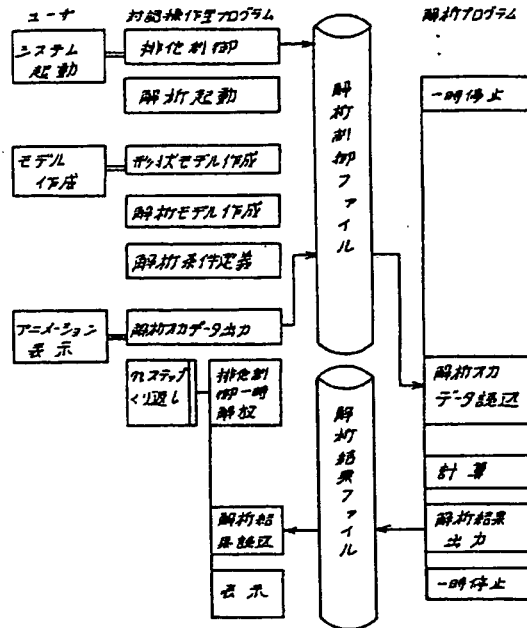 ユーザ
対話操作型プログラム
解析プログラム
システム
起動
排他制御
解析起動
モデル
作成
形状モデル作成
解析モデル作成
解析条件定義
アニメーション
表示
解析入力データ出力
nステップ
くり返し
排他制
御一時
解放
解析結
果読込
表示
解析制御ファイル
解析結果ファイル
一時停止
解析入力
データ読込
計算
解析結果
出力
一時停止